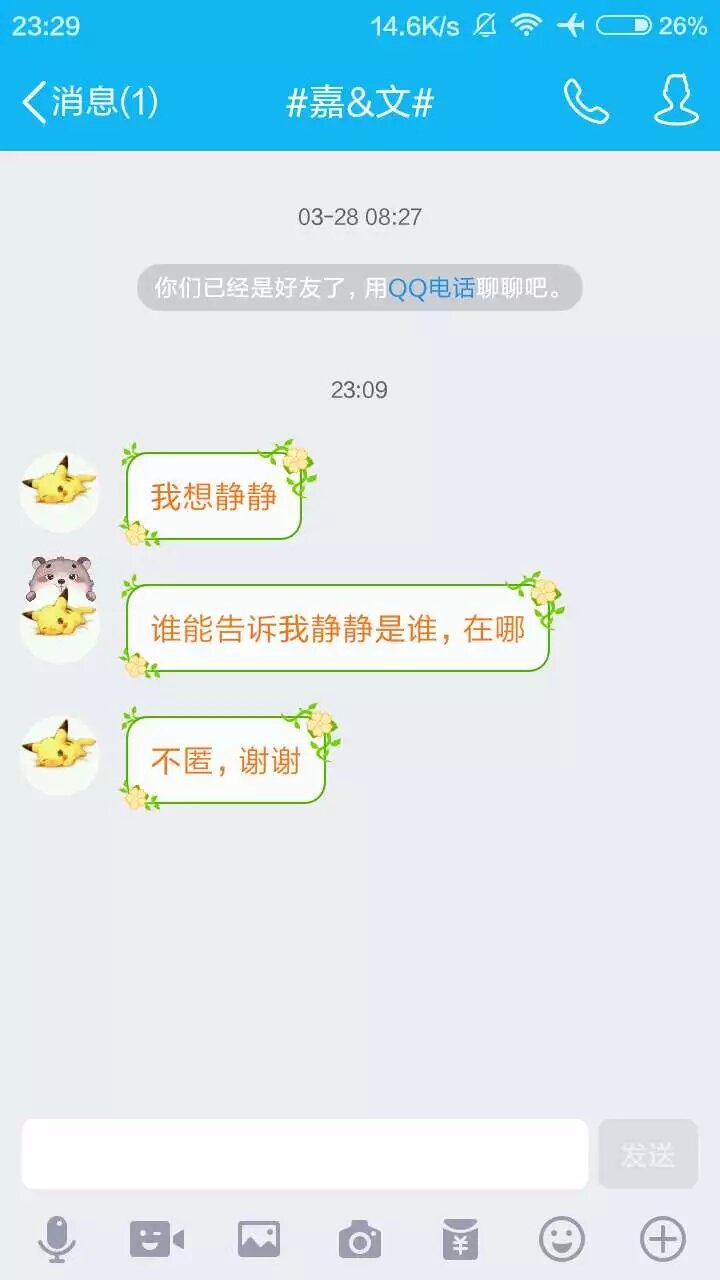 23:29 14.6K/s 26%
消息(1) #嘉&文#
03-28 08:27
你们已经是好友了,用QQ电话聊聊吧。
23:09
我想静静
谁能告诉我静静是谁,在哪
不匿,谢谢
发送